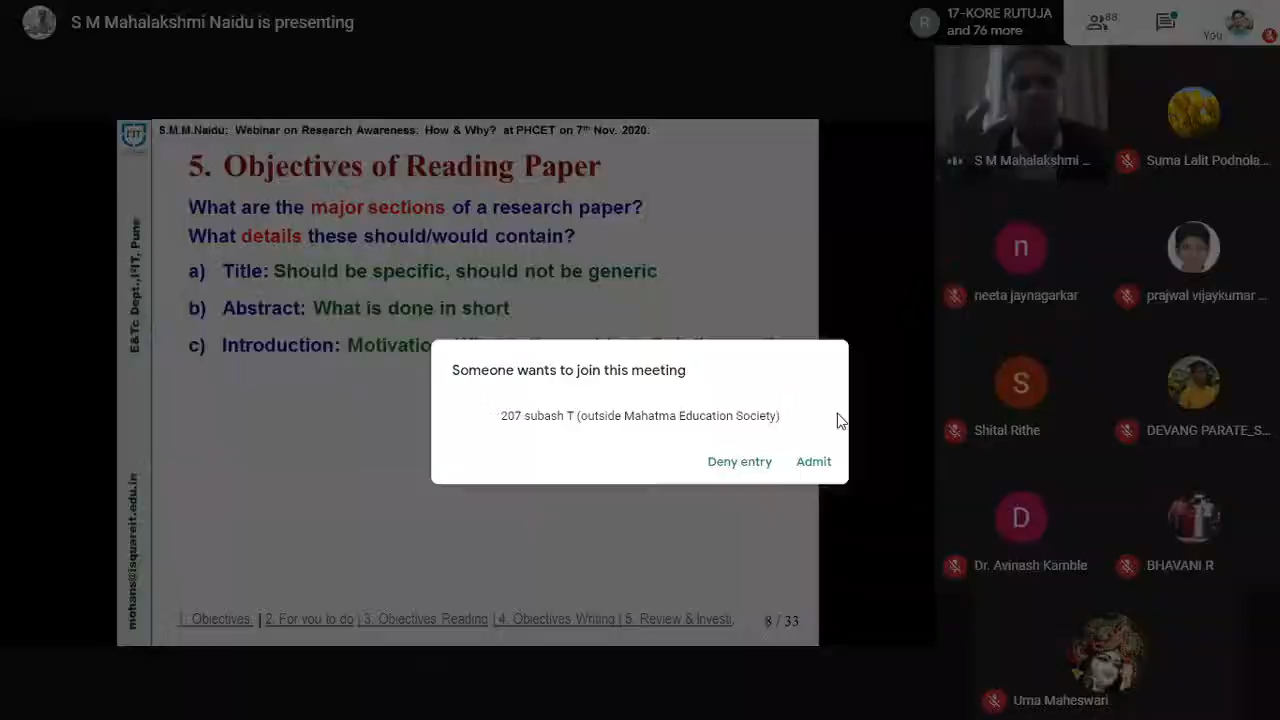 S M Mahalakshmi Naidu is presenting
R
17-KORE RUTUJA
and 76 more
88
You
I²IT
S.M.M.Naidu: Webinar on Research Awareness: How & Why? at PHCET on 7th Nov. 2020.
5. Objectives of Reading Paper
What are the major sections of a research paper?
What details these should/would contain?
a) Title: Should be specific, should not be generic
b) Abstract: What is done in short
c) Introduction:
E&Tc Dept.,I²IT, Pune
mohans@isquareit.edu.in
Someone wants to join this meeting
207 subash T (outside Mahatma Education Society)
Deny entry Admit
1. Objectives | 2. For you to do | 3. Objectives Reading | 4. Objectives Writing | 5. Review & Investi.
8 / 33
S M Mahalakshmi ...
Suma Lalit Podnola...
n
neeta jaynagarkar
prajwal vijaykumar ...
S
Shital Rithe
DEVANG PARATE_S...
D
Dr. Avinash Kamble
BHAVANI R
Uma Maheswari